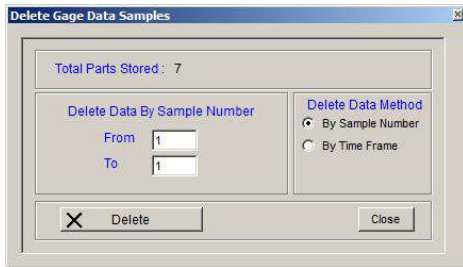 Delete Gage Data Samples
Total Parts Stored : 7
Delete Data By Sample Number
From 1
To 1
Delete Data Method
By Sample Number
By Time Frame
Delete
Close